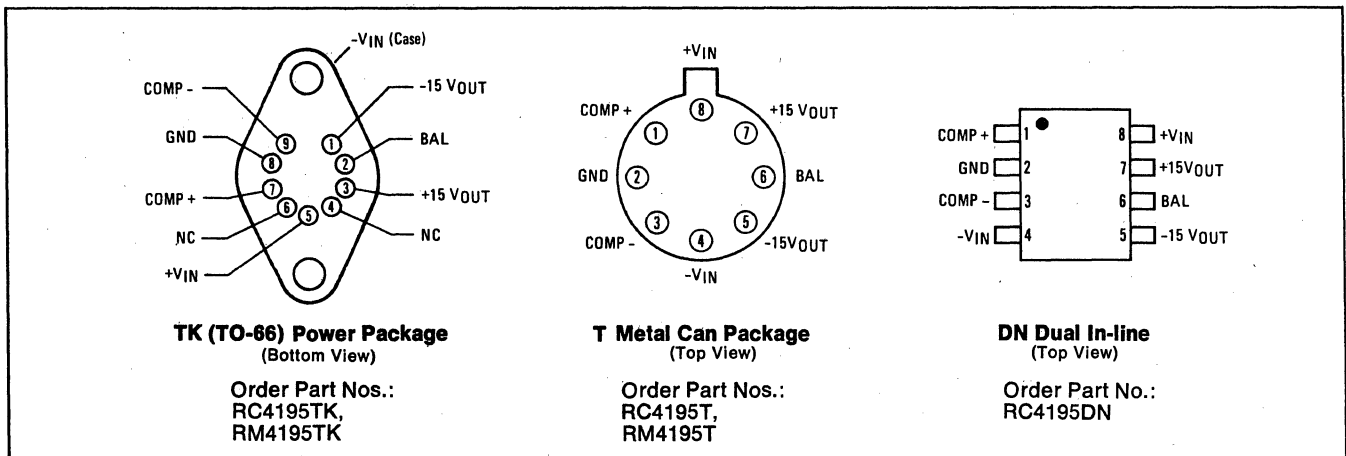 -VIN (Case)
COMP -
-15 VOUT
GND
BAL
COMP +
+15 VOUT
NC
NC
+VIN
9
1
8
2
7
3
6
4
5
TK (TO-66) Power Package
(Bottom View)
Order Part Nos.:
RC4195TK,
RM4195TK
+VIN
COMP +
+15 VOUT
GND
BAL
COMP -
-15VOUT
-VIN
8
1
7
2
6
3
5
4
T Metal Can Package
(Top View)
Order Part Nos.:
RC4195T,
RM4195T
COMP + 1 8 +VIN
GND 2 7 +15VOUT
COMP - 3 6 BAL
-VIN 4 5 -15 VOUT
DN Dual In-line
(Top View)
Order Part No.:
RC4195DN